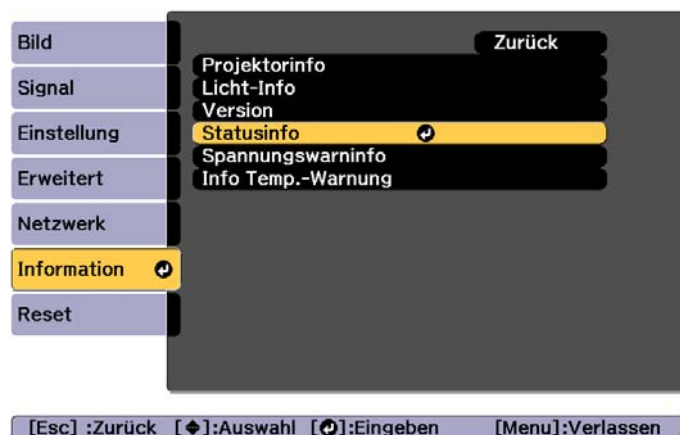 Bild
Signal
Einstellung
Erweitert
Netzwerk
Information
Reset
Zurück
Projektorinfo
Licht-Info
Version
Statusinfo
Spannungswarninfo
Info Temp.-Warnung
[Esc] :Zurück [◆]:Auswahl [⏎]:Eingeben [Menu]:Verlassen